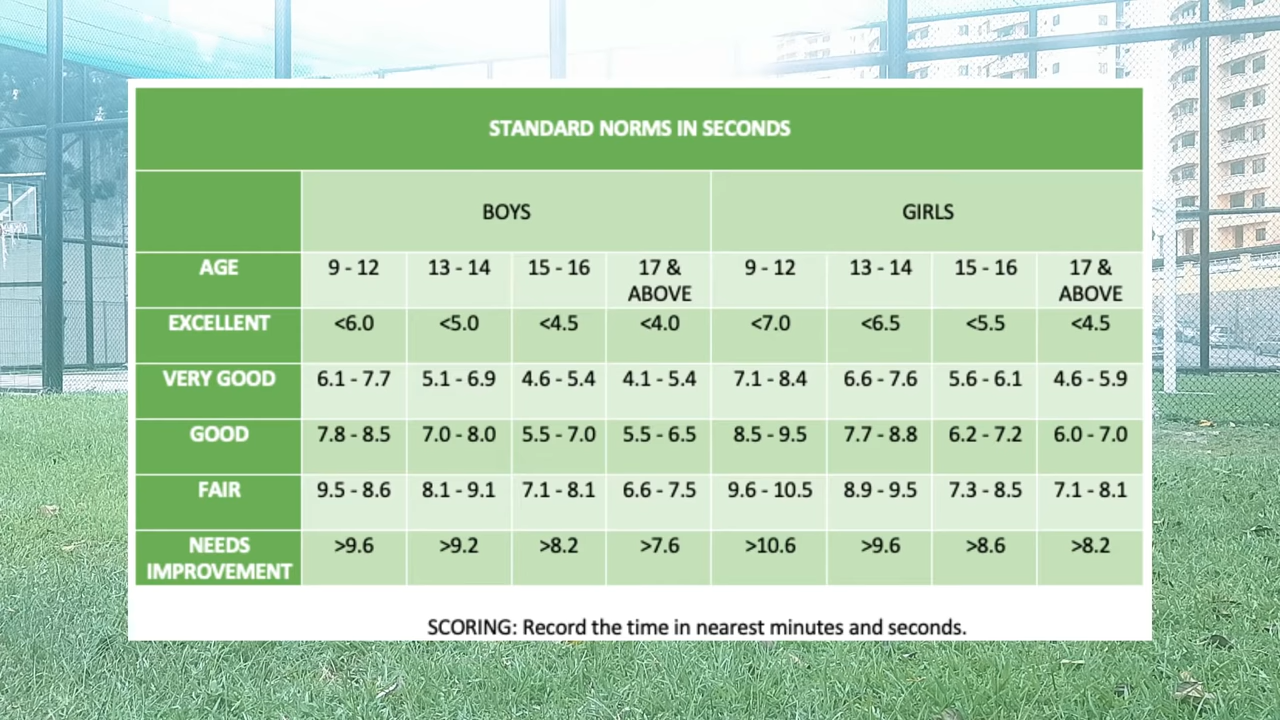 STANDARD NORMS IN SECONDS
BOYS GIRLS
AGE 9 - 12 13 - 14 15 - 16 17 & ABOVE 9 - 12 13 - 14 15 - 16 17 & ABOVE
EXCELLENT <6.0 <5.0 <4.5 <4.0 <7.0 <6.5 <5.5 <4.5
VERY GOOD 6.1 - 7.7 5.1 - 6.9 4.6 - 5.4 4.1 - 5.4 7.1 - 8.4 6.6 - 7.6 5.6 - 6.1 4.6 - 5.9
GOOD 7.8 - 8.5 7.0 - 8.0 5.5 - 7.0 5.5 - 6.5 8.5 - 9.5 7.7 - 8.8 6.2 - 7.2 6.0 - 7.0
FAIR 9.5 - 8.6 8.1 - 9.1 7.1 - 8.1 6.6 - 7.5 9.6 - 10.5 8.9 - 9.5 7.3 - 8.5 7.1 - 8.1
NEEDS IMPROVEMENT >9.6 >9.2 >8.2 >7.6 >10.6 >9.6 >8.6 >8.2
SCORING: Record the time in nearest minutes and seconds.